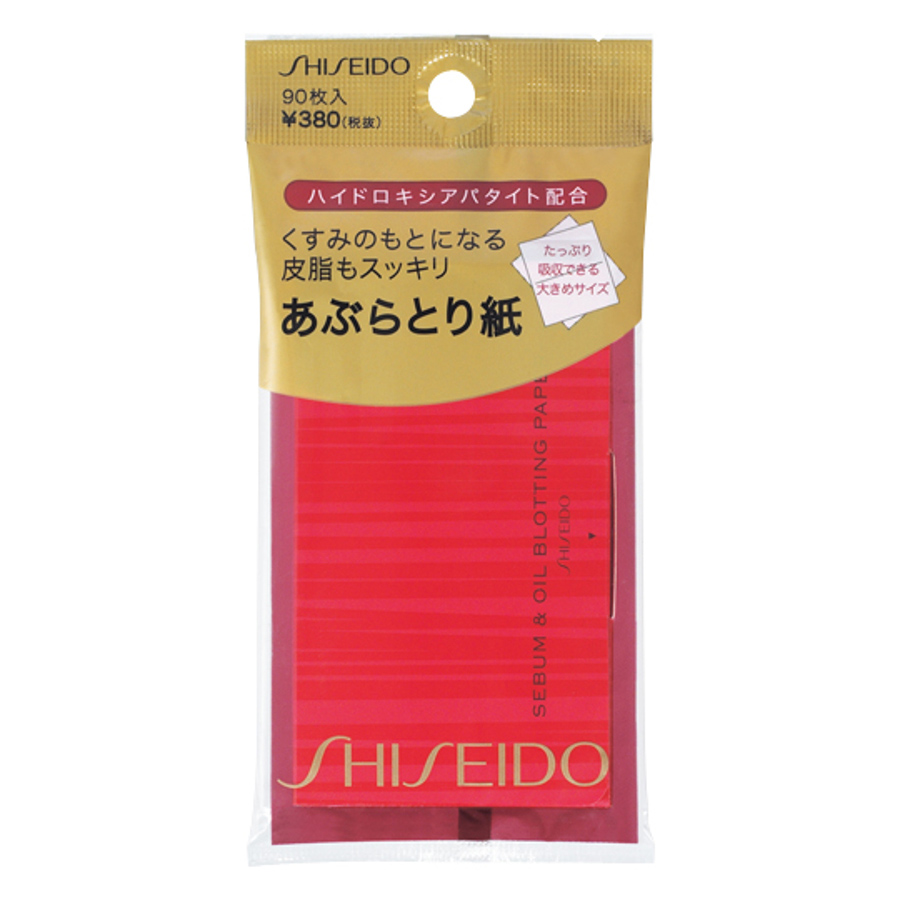 SHISEIDO
90枚入
¥380(税抜)
ハイドロキシアパタイト配合
くすみのもとになる
皮脂もスッキリ
あぶらとり紙
たっぷり
吸収できる
大きめサイズ
SEBUM & OIL BLOTTING PAPE
SHISEIDO
SHISEIDO